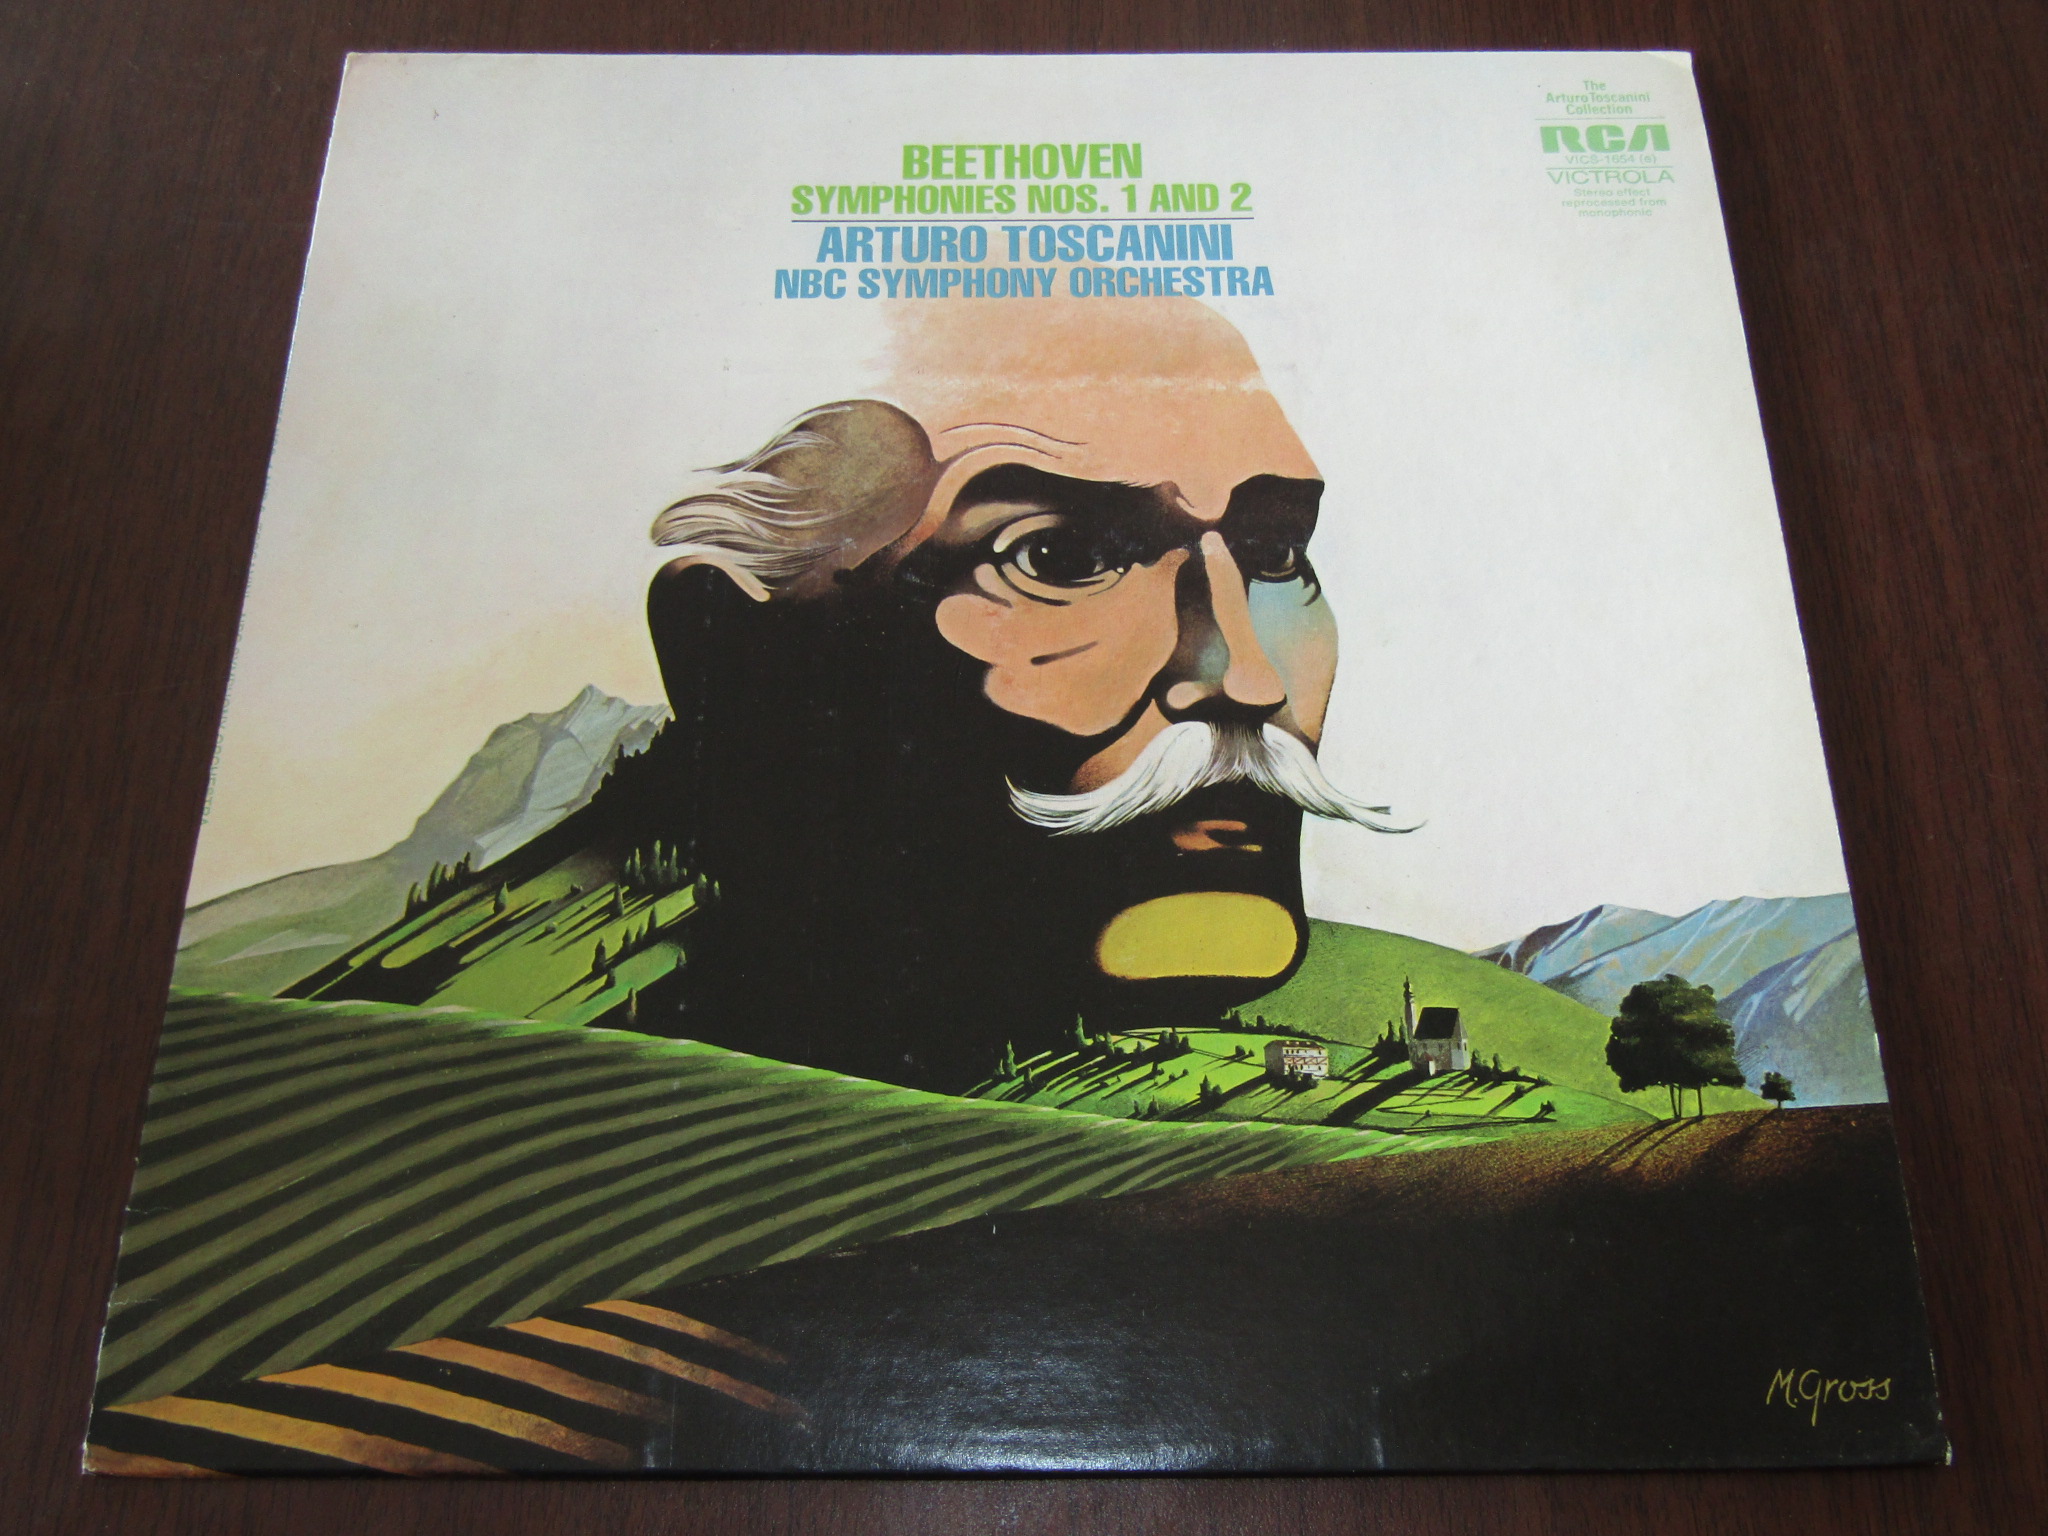 BEETHOVEN
SYMPHONIES NOS. 1 AND 2
ARTURO TOSCANINI
NBC SYMPHONY ORCHESTRA
The
Arturo Toscanini
Collection
RCA
VICS-1654 (e)
VICTROLA
Stereo effect
reprocessed from
monophonic
M.Gross